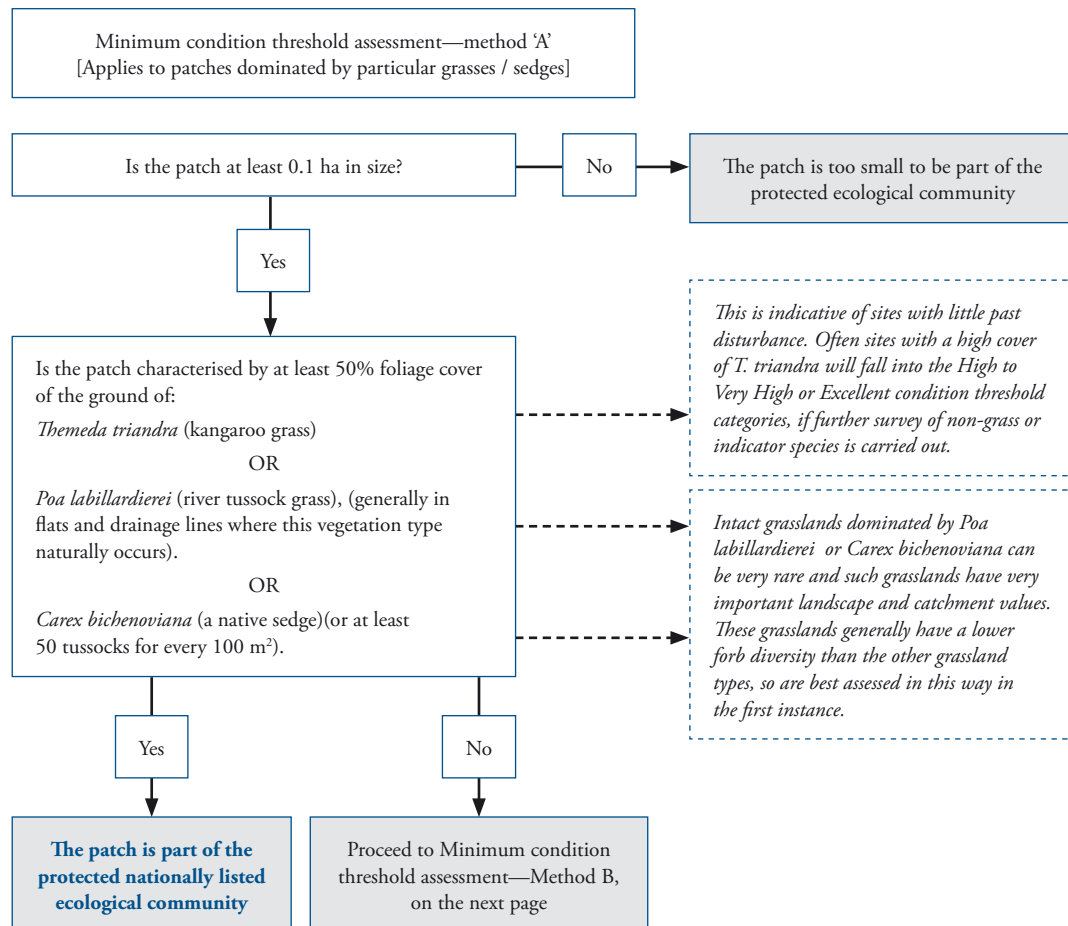 Minimum condition threshold assessment—method ‘A’
[Applies to patches dominated by particular grasses / sedges]
Is the patch at least 0.1 ha in size?
No
The patch is too small to be part of the
protected ecological community
Yes
Is the patch characterised by at least 50% foliage cover
of the ground of:
Themeda triandra (kangaroo grass)
OR
Poa labillardierei (river tussock grass), (generally in
flats and drainage lines where this vegetation type
naturally occurs).
OR
Carex bichenoviana (a native sedge)(or at least
50 tussocks for every 100 m²).
This is indicative of sites with little past
disturbance. Often sites with a high cover
of T. triandra will fall into the High to
Very High or Excellent condition threshold
categories, if further survey of non-grass or
indicator species is carried out.
Intact grasslands dominated by Poa
labillardierei or Carex bichenoviana can
be very rare and such grasslands have very
important landscape and catchment values.
These grasslands generally have a lower
forb diversity than the other grassland
types, so are best assessed in this way in
the first instance.
Yes
No
The patch is part of the
protected nationally listed
ecological community
Proceed to Minimum condition
threshold assessment—Method B,
on the next page